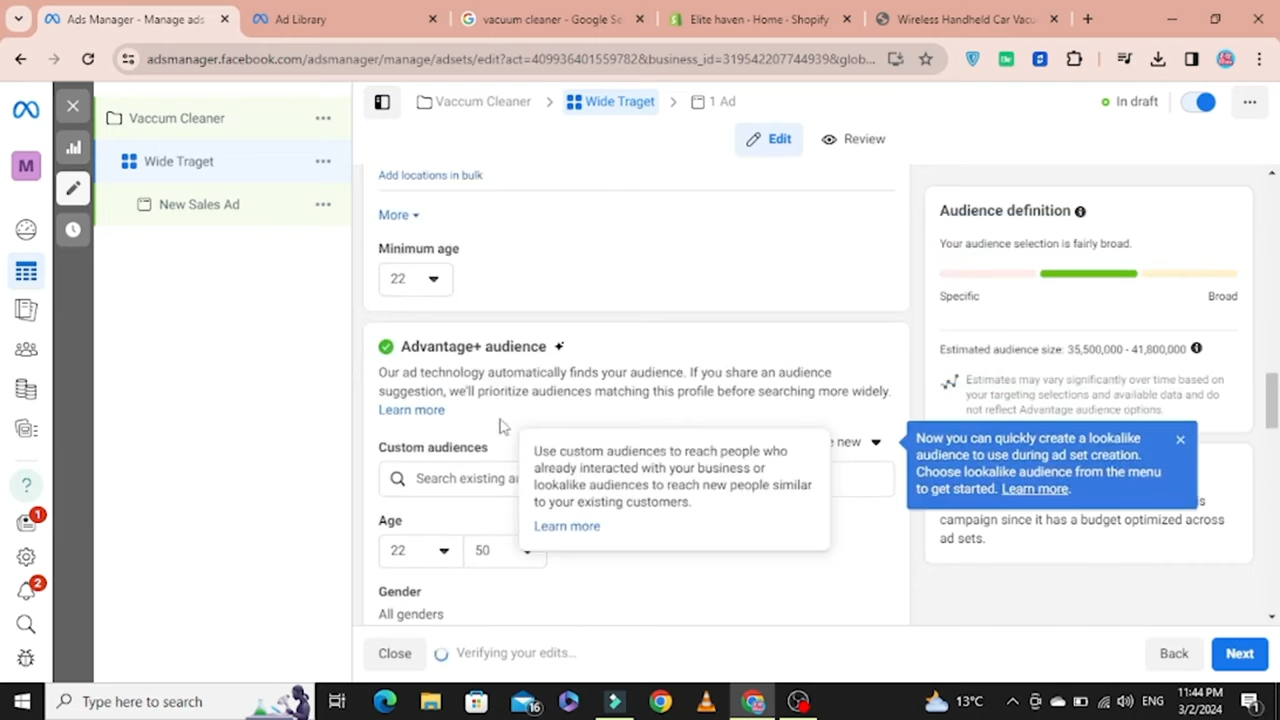 Ads Manager - Manage ads
Ad Library
vacuum cleaner - Google Se
Elite haven - Home - Shopify
Wireless Handheld Car Vacu
adsmanager.facebook.com/adsmanager/manage/adsets/edit?act=409936401559782&business_id=319542207744939&glob...
Vaccum Cleaner
Wide Traget
1 Ad
In draft
Vaccum Cleaner
Edit
Review
M
Wide Traget
New Sales Ad
Add locations in bulk
More
Minimum age
22
Audience definition
Your audience selection is fairly broad.
Specific
Broad
Estimated audience size: 35,500,000 - 41,800,000
Estimates may vary significantly over time based on
your targeting selections and available data and do
not reflect Advantage audience options.
Advantage+ audience
Our ad technology automatically finds your audience. If you share an audience
suggestion, we'll prioritize audiences matching this profile before searching more widely.
Learn more
Custom audiences
e new
Search existing au
Use custom audiences to reach people who
already interacted with your business or
lookalike audiences to reach new people similar
to your existing customers.
Learn more
Now you can quickly create a lookalike
audience to use during ad set creation.
Choose lookalike audience from the menu
to get started. Learn more.
campaign since it has a budget optimized across
ad sets.
Age
22
50
Gender
All genders
1
2
Close
Verifying your edits...
Back
Next
Type here to search
16
13°C
ENG
11:44 PM
3/2/2024
1